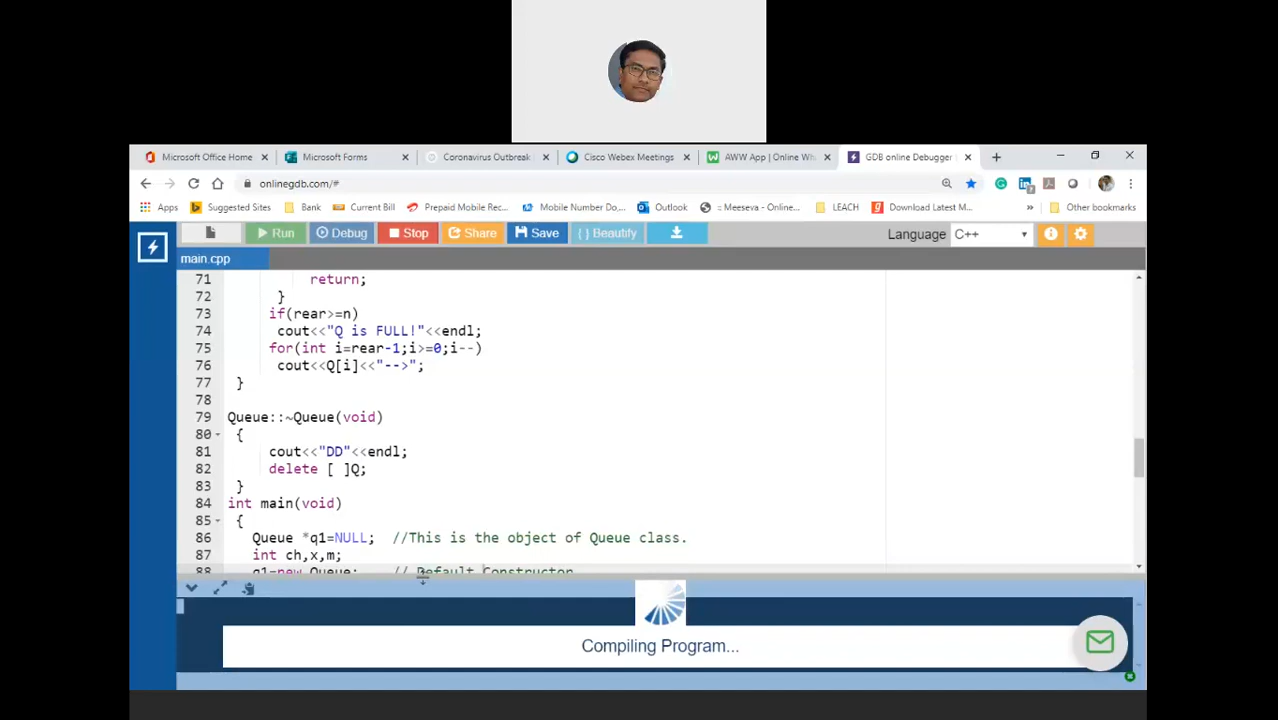 Microsoft Office Home
Microsoft Forms
Coronavirus Outbreak
Cisco Webex Meetings
AWW App | Online Wh
GDB online Debugger
onlinegdb.com/#
Apps
Suggested Sites
Bank
Current Bill
Prepaid Mobile Rec...
Mobile Number Do,...
Outlook
:: Meeseva - Online...
LEACH
Download Latest M...
»
Other bookmarks
Run
Debug
Stop
Share
Save
{ } Beautify
Language
C++
main.cpp
71 return;
72 }
73 if(rear>=n)
74 cout<<"Q is FULL!"<<endl;
75 for(int i=rear-1;i>=0;i--)
76 cout<<Q[i]<<"-->";
77 }
78
79 Queue::~Queue(void)
80 {
81 cout<<"DD"<<endl;
82 delete [ ]Q;
83 }
84 int main(void)
85 {
86 Queue *q1=NULL; //This is the object of Queue class.
87 int ch,x,m;
88 q1=new Queue; // Default Constructor
Compiling Program...